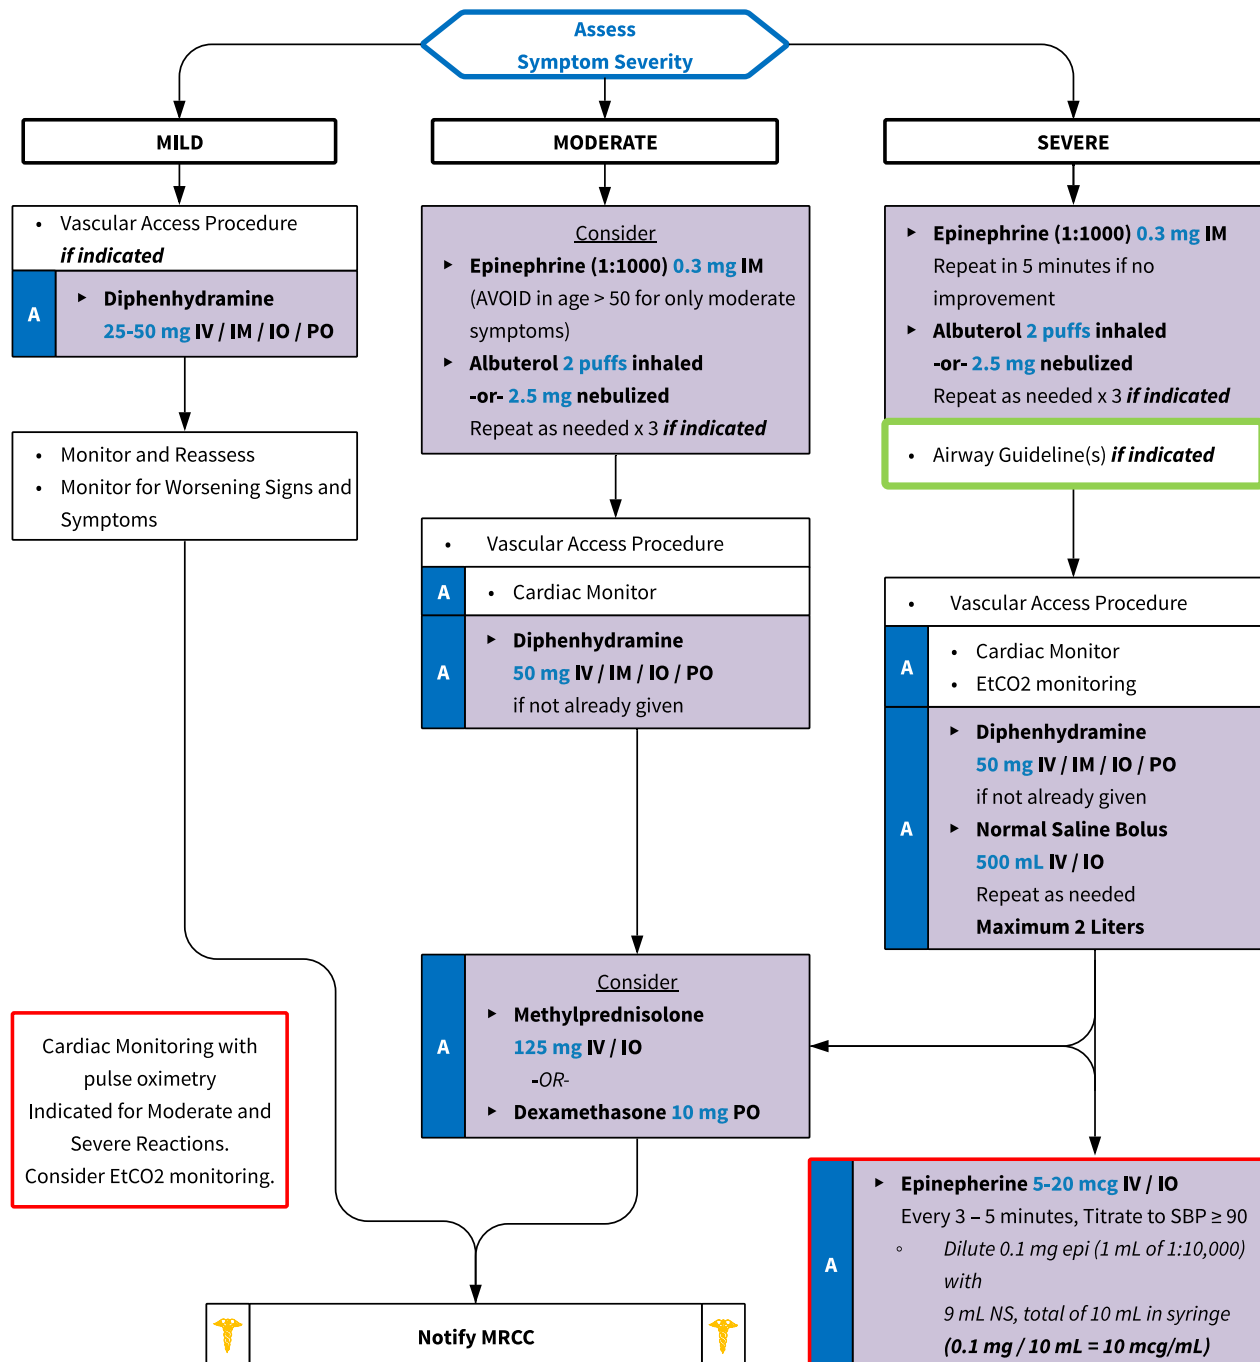 Assess
Symptom Severity
MILD
• Vascular Access Procedure
if indicated
A
▸ Diphenhydramine
25-50 mg IV / IM / IO / PO
• Monitor and Reassess
• Monitor for Worsening Signs and
Symptoms
MODERATE
Consider
▸ Epinephrine (1:1000) 0.3 mg IM
(AVOID in age > 50 for only moderate
symptoms)
▸ Albuterol 2 puffs inhaled
-or- 2.5 mg nebulized
Repeat as needed x 3 if indicated
• Vascular Access Procedure
A
• Cardiac Monitor
A
▸ Diphenhydramine
50 mg IV / IM / IO / PO
if not already given
SEVERE
▸ Epinephrine (1:1000) 0.3 mg IM
Repeat in 5 minutes if no
improvement
▸ Albuterol 2 puffs inhaled
-or- 2.5 mg nebulized
Repeat as needed x 3 if indicated
• Airway Guideline(s) if indicated
• Vascular Access Procedure
A
• Cardiac Monitor
• EtCO2 monitoring
A
▸ Diphenhydramine
50 mg IV / IM / IO / PO
if not already given
▸ Normal Saline Bolus
500 mL IV / IO
Repeat as needed
Maximum 2 Liters
A
Consider
▸ Methylprednisolone
125 mg IV / IO
-OR-
▸ Dexamethasone 10 mg PO
Cardiac Monitoring with
pulse oximetry
Indicated for Moderate and
Severe Reactions.
Consider EtCO2 monitoring.
A
▸ Epinepherine 5-20 mcg IV / IO
Every 3 – 5 minutes, Titrate to SBP ≥ 90
◦ Dilute 0.1 mg epi (1 mL of 1:10,000)
with
9 mL NS, total of 10 mL in syringe
(0.1 mg / 10 mL = 10 mcg/mL)
Notify MRCC